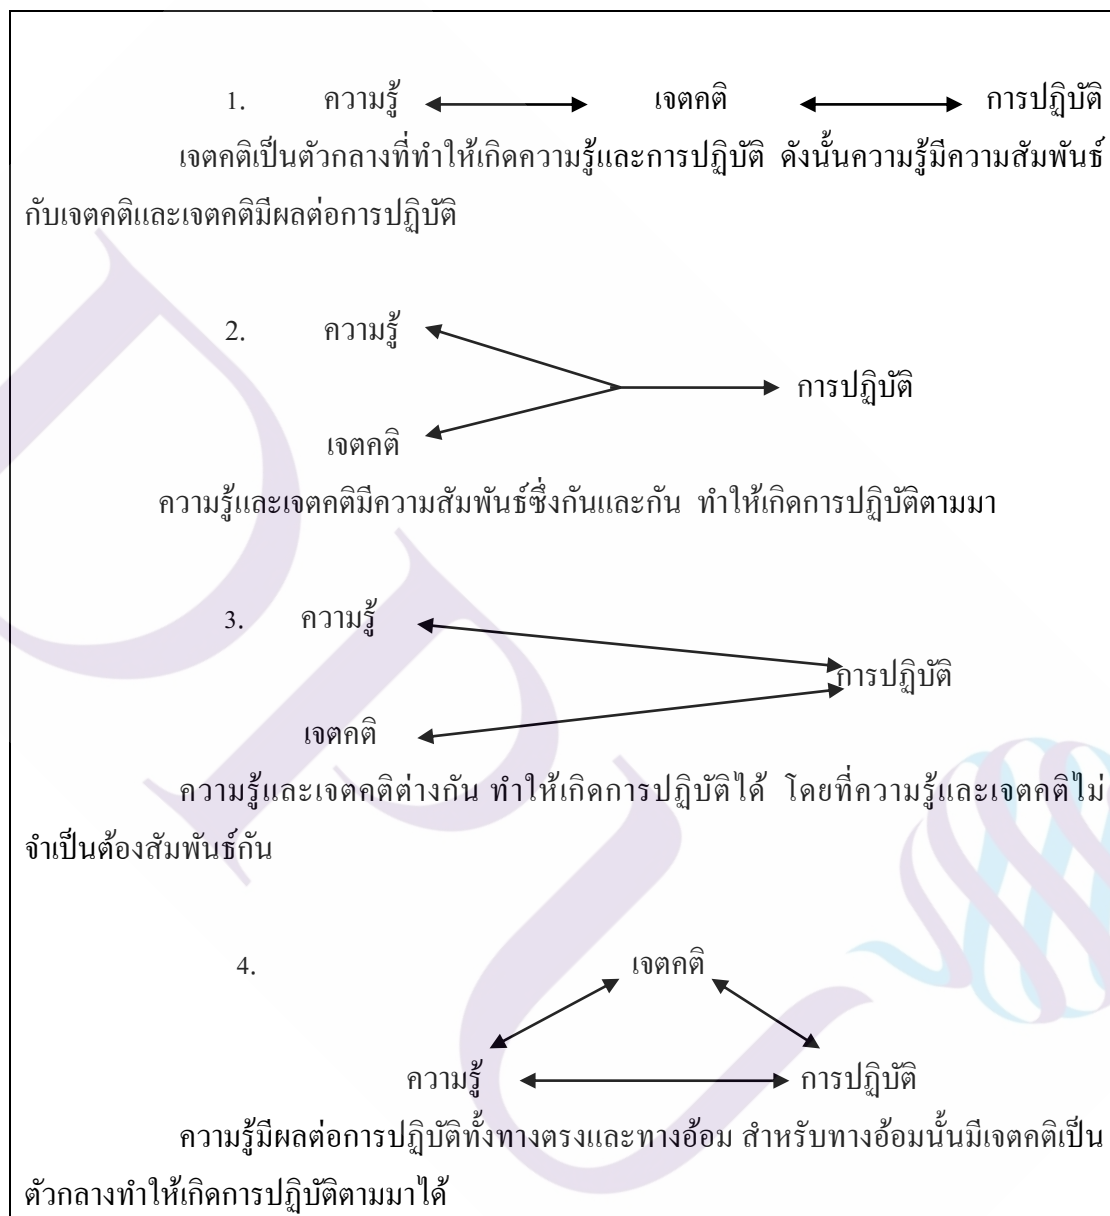 1. ความรู้ เจตคติ การปฏิบัติ
เจตคติเป็นตัวกลางที่ทำให้เกิดความรู้และการปฏิบัติ ดังนั้นความรู้มีความสัมพันธ์
กับเจตคติและเจตคติมีผลต่อการปฏิบัติ
2. ความรู้
การปฏิบัติ
เจตคติ
ความรู้และเจตคติมีความสัมพันธ์ซึ่งกันและกัน ทำให้เกิดการปฏิบัติตามมา
3. ความรู้
การปฏิบัติ
เจตคติ
ความรู้และเจตคติต่างกัน ทำให้เกิดการปฏิบัติได้ โดยที่ความรู้และเจตคติไม่
จำเป็นต้องสัมพันธ์กัน
4. เจตคติ
ความรู้ การปฏิบัติ
ความรู้มีผลต่อการปฏิบัติทั้งทางตรงและทางอ้อม สำหรับทางอ้อมนั้นมีเจตคติเป็น
ตัวกลางทำให้เกิดการปฏิบัติตามมาได้
DPU